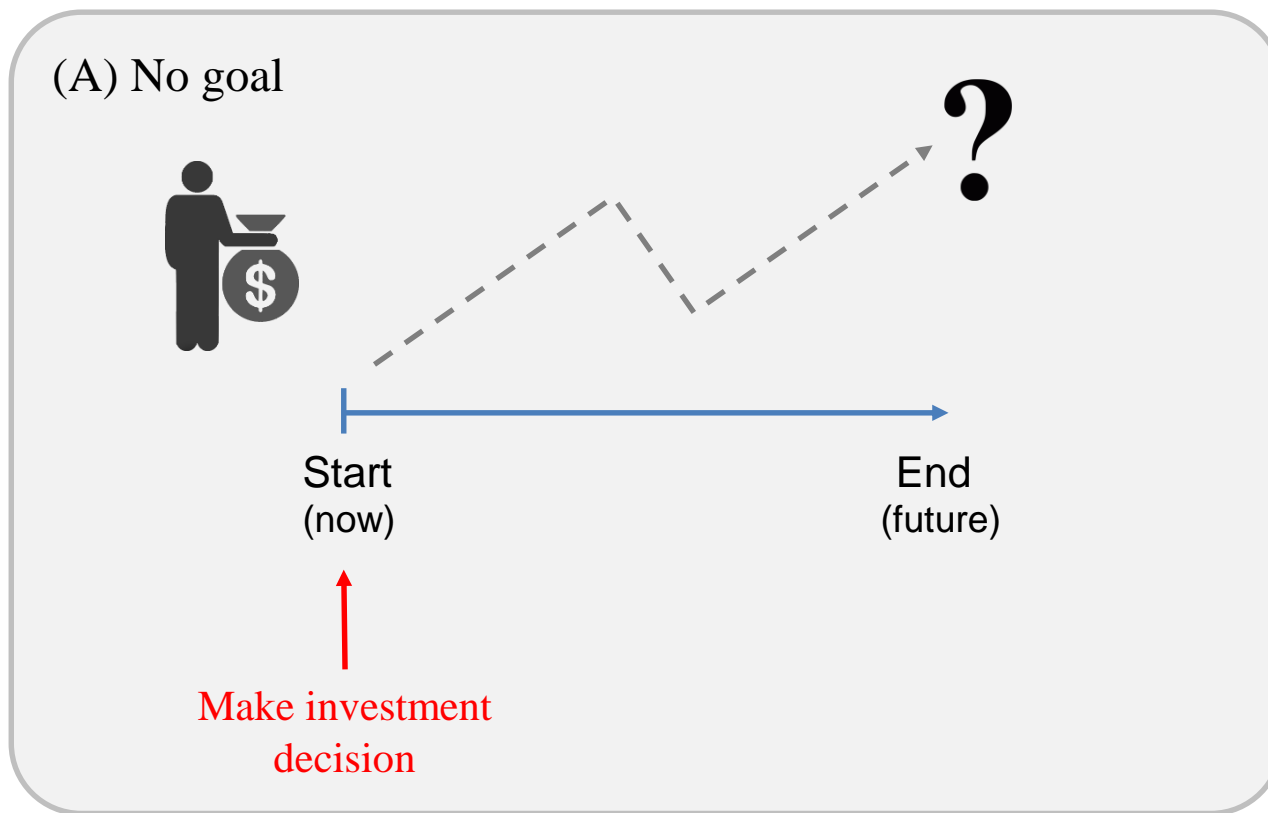 (A) No goal
?
$
Start
(now)
End
(future)
Make investment
decision